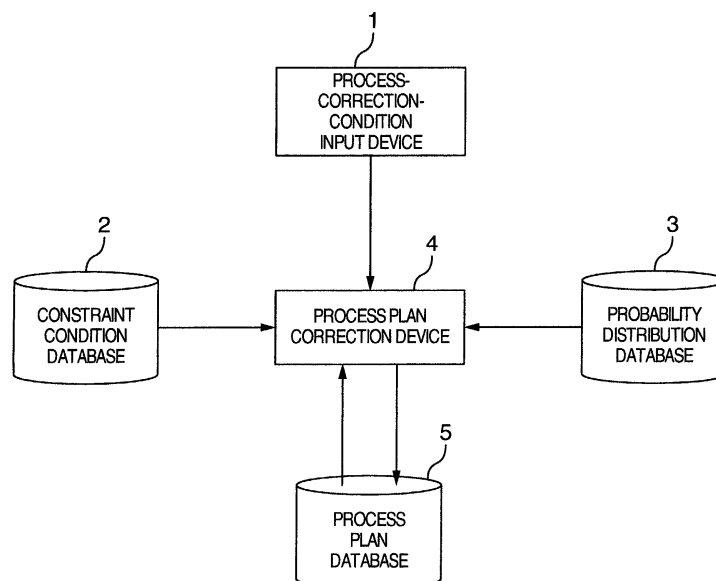 1
PROCESS-
CORRECTION-
CONDITION
INPUT DEVICE
2
CONSTRAINT
CONDITION
DATABASE
4
PROCESS PLAN
CORRECTION DEVICE
3
PROBABILITY
DISTRIBUTION
DATABASE
5
PROCESS
PLAN
DATABASE